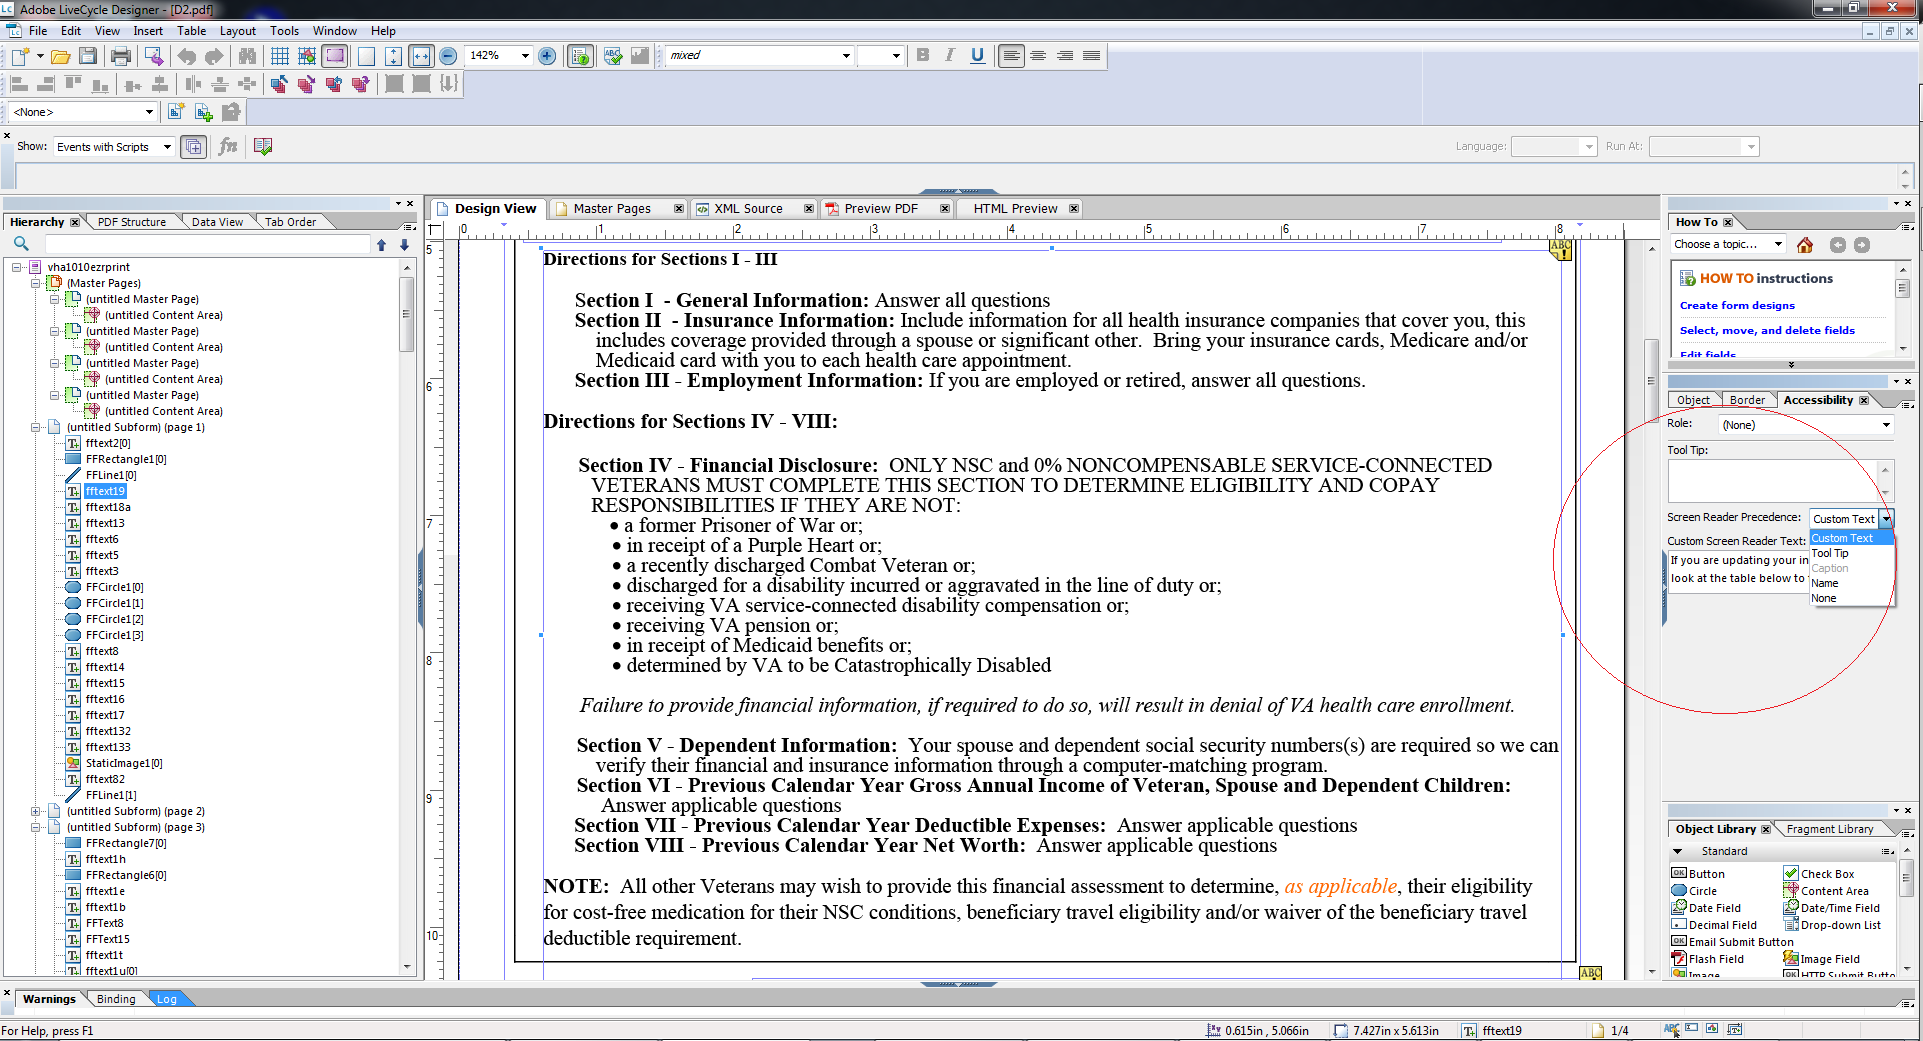 Adobe LiveCycle Designer - [D2.pdf]
File Edit View Insert Table Layout Tools Window Help
142% mixed B I U
<None>
Show: Events with Scripts fn Language: Run At:
Hierarchy PDF Structure Data View Tab Order
vha1010ezrprint
(Master Pages)
(untitled Master Page)
(untitled Content Area)
(untitled Master Page)
(untitled Content Area)
(untitled Master Page)
(untitled Content Area)
(untitled Master Page)
(untitled Content Area)
(untitled Subform) (page 1)
fftext2[0]
FFRectangle1[0]
FFLine1[0]
fftext19
fftext18a
fftext13
fftext6
fftext5
fftext3
FFCircle1[0]
FFCircle1[1]
FFCircle1[2]
FFCircle1[3]
fftext8
fftext14
fftext15
fftext16
fftext17
fftext132
fftext133
StaticImage1[0]
fftext82
FFLine1[1]
(untitled Subform) (page 2)
(untitled Subform) (page 3)
FFRectangle7[0]
fftext1h
FFRectangle6[0]
fftext1e
fftext1b
FFText8
FFText15
fftext1t
fftext1u[0]
Design View Master Pages XML Source Preview PDF HTML Preview
0 1 2 3 4 5 6 7 8
5
6
7
8
9
10
ABC
Directions for Sections I - III
Section I - General Information: Answer all questions
Section II - Insurance Information: Include information for all health insurance companies that cover you, this
includes coverage provided through a spouse or significant other. Bring your insurance cards, Medicare and/or
Medicaid card with you to each health care appointment.
Section III - Employment Information: If you are employed or retired, answer all questions.
Directions for Sections IV - VIII:
Section IV - Financial Disclosure: ONLY NSC and 0% NONCOMPENSABLE SERVICE-CONNECTED
VETERANS MUST COMPLETE THIS SECTION TO DETERMINE ELIGIBILITY AND COPAY
RESPONSIBILITIES IF THEY ARE NOT:
• a former Prisoner of War or;
• in receipt of a Purple Heart or;
• a recently discharged Combat Veteran or;
• discharged for a disability incurred or aggravated in the line of duty or;
• receiving VA service-connected disability compensation or;
• receiving VA pension or;
• in receipt of Medicaid benefits or;
• determined by VA to be Catastrophically Disabled
Failure to provide financial information, if required to do so, will result in denial of VA health care enrollment.
Section V - Dependent Information: Your spouse and dependent social security numbers(s) are required so we can
verify their financial and insurance information through a computer-matching program.
Section VI - Previous Calendar Year Gross Annual Income of Veteran, Spouse and Dependent Children:
Answer applicable questions
Section VII - Previous Calendar Year Deductible Expenses: Answer applicable questions
Section VIII - Previous Calendar Year Net Worth: Answer applicable questions
NOTE: All other Veterans may wish to provide this financial assessment to determine, as applicable, their eligibility
for cost-free medication for their NSC conditions, beneficiary travel eligibility and/or waiver of the beneficiary travel
deductible requirement.
ABC
How To
Choose a topic...
HOW TO instructions
Create form designs
Select, move, and delete fields
Edit fields
Object Border Accessibility
Role: (None)
Tool Tip:
Screen Reader Precedence: Custom Text
Custom Screen Reader Text:
If you are updating your in
look at the table below to
Custom Text
Tool Tip
Caption
Name
None
Object Library Fragment Library
Standard
Button Check Box
Circle Content Area
Date Field Date/Time Field
Decimal Field Drop-down List
Email Submit Button
Flash Field Image Field
Image HTTP Submit Butto
Warnings Binding Log
For Help, press F1 0.615in , 5.066in 7.427in x 5.613in fftext19 1/4